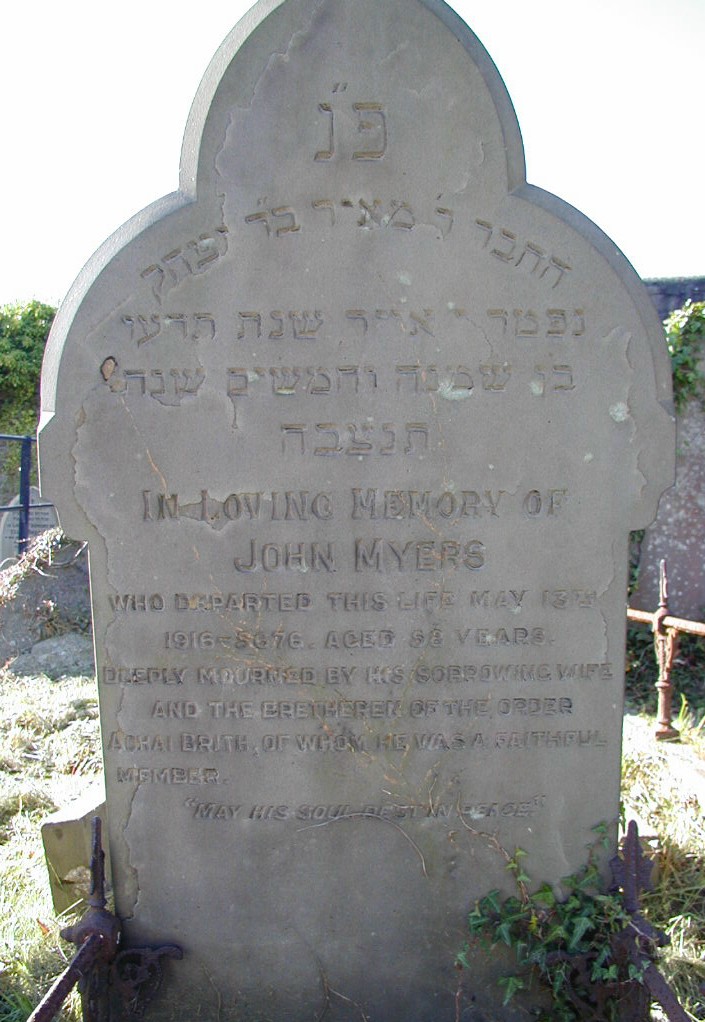 פ״נ
החבר ר׳ מאיר בר׳ יצחק
נפטר י׳ אייר שנת תרעו
בן שמנה וחמשים שנה
תנצבה
IN LOVING MEMORY OF
JOHN MYERS
WHO DEPARTED THIS LIFE MAY 13TH
1916–5676. AGED 58 YEARS.
DEEPLY MOURNED BY HIS SORROWING WIFE
AND THE BRETHEREN OF THE ORDER
ACHAI BRITH, OF WHOM HE WAS A FAITHFUL
MEMBER.
"MAY HIS SOUL REST IN PEACE."